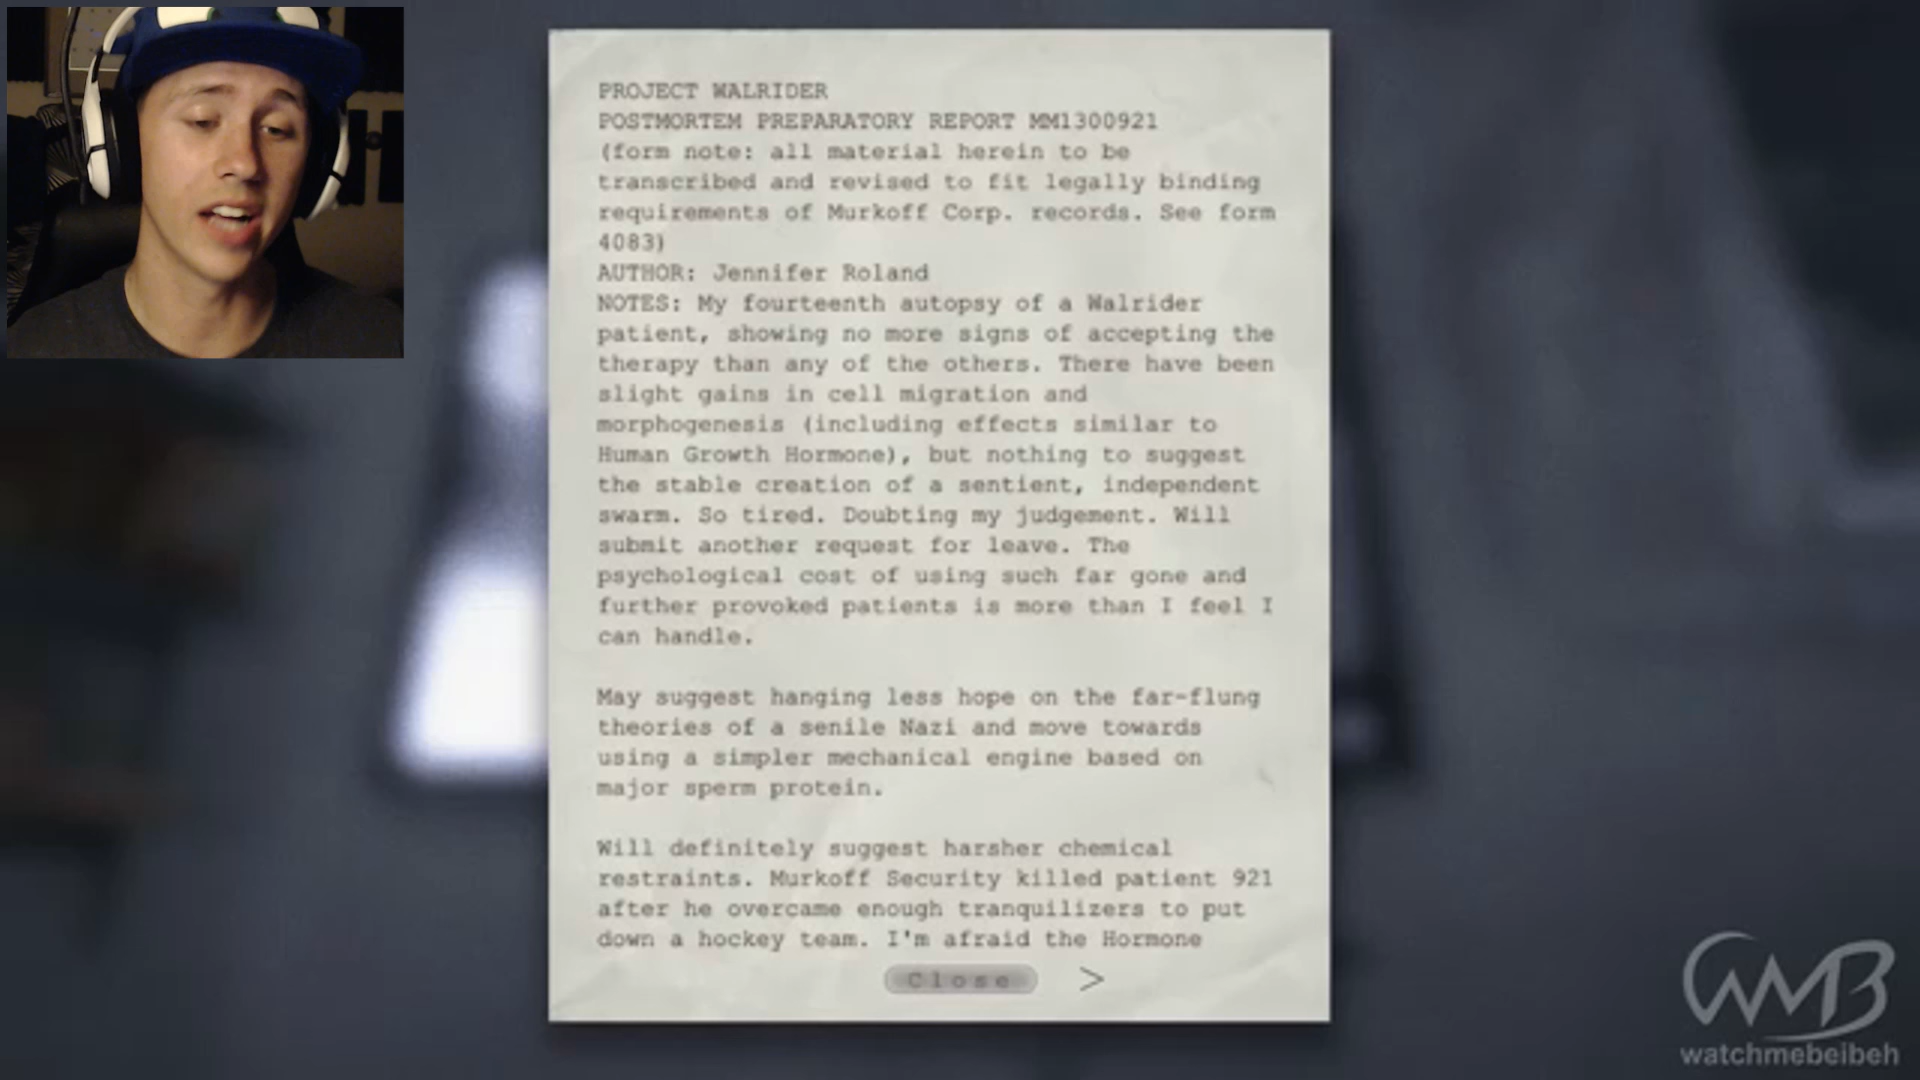 PROJECT WALRIDER
POSTMORTEM PREPARATORY REPORT MM1300921
(form note: all material herein to be
transcribed and revised to fit legally binding
requirements of Murkoff Corp. records. See form
4083)
AUTHOR: Jennifer Roland
NOTES: My fourteenth autopsy of a Walrider
patient, showing no more signs of accepting the
therapy than any of the others. There have been
slight gains in cell migration and
morphogenesis (including effects similar to
Human Growth Hormone), but nothing to suggest
the stable creation of a sentient, independent
swarm. So tired. Doubting my judgement. Will
submit another request for leave. The
psychological cost of using such far gone and
further provoked patients is more than I feel I
can handle.
May suggest hanging less hope on the far-flung
theories of a senile Nazi and move towards
using a simpler mechanical engine based on
major sperm protein.
Will definitely suggest harsher chemical
restraints. Murkoff Security killed patient 921
after he overcame enough tranquilizers to put
down a hockey team. I'm afraid the Hormone
Close >
WMB
watchmebeibeh